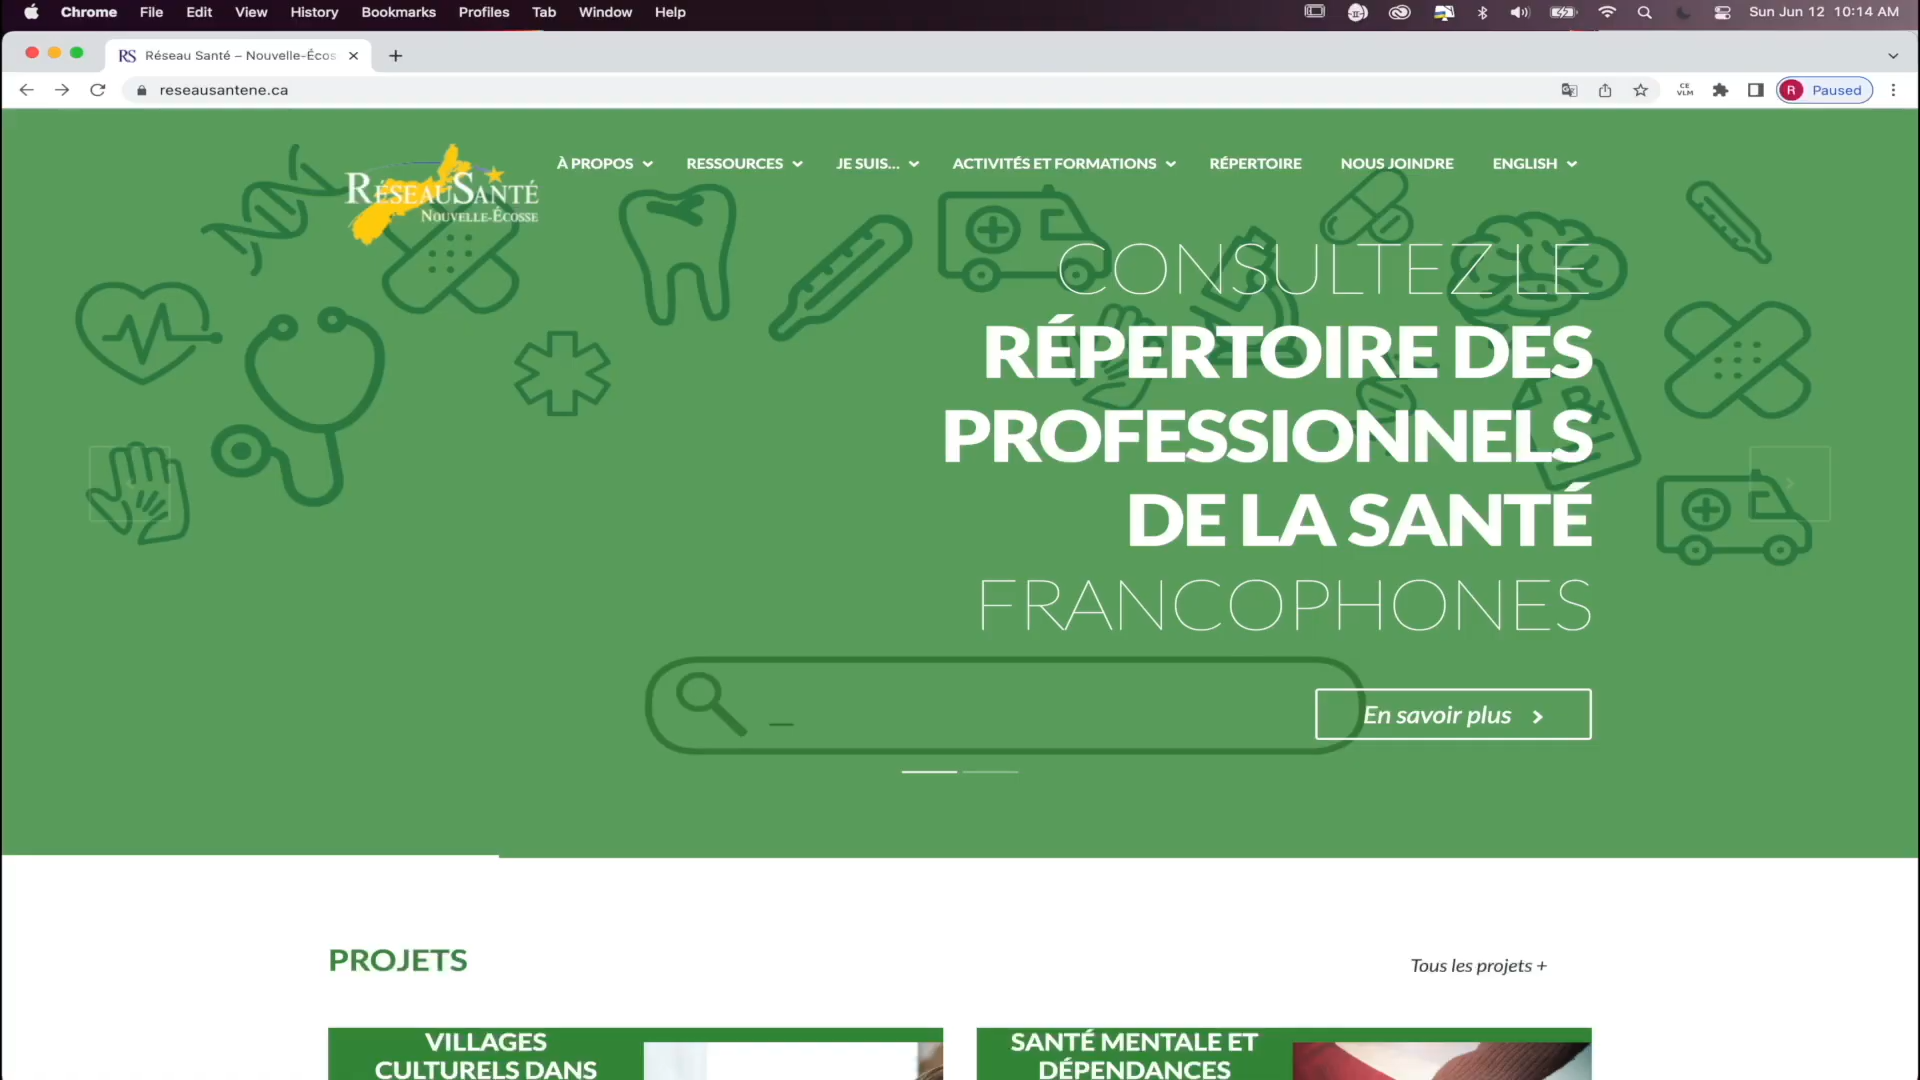 Chrome File Edit View History Bookmarks Profiles Tab Window Help Sun Jun 12 10:14 AM
RS Réseau Santé – Nouvelle-Écos
reseausantene.ca CE VLM R Paused
RÉSEAUSANTÉ
NOUVELLE-ÉCOSSE
À PROPOS RESSOURCES JE SUIS... ACTIVITÉS ET FORMATIONS RÉPERTOIRE NOUS JOINDRE ENGLISH
CONSULTEZ LE
RÉPERTOIRE DES
PROFESSIONNELS
DE LA SANTÉ
FRANCOPHONES
En savoir plus
PROJETS
Tous les projets +
VILLAGES
CULTURELS DANS
SANTÉ MENTALE ET
DÉPENDANCES